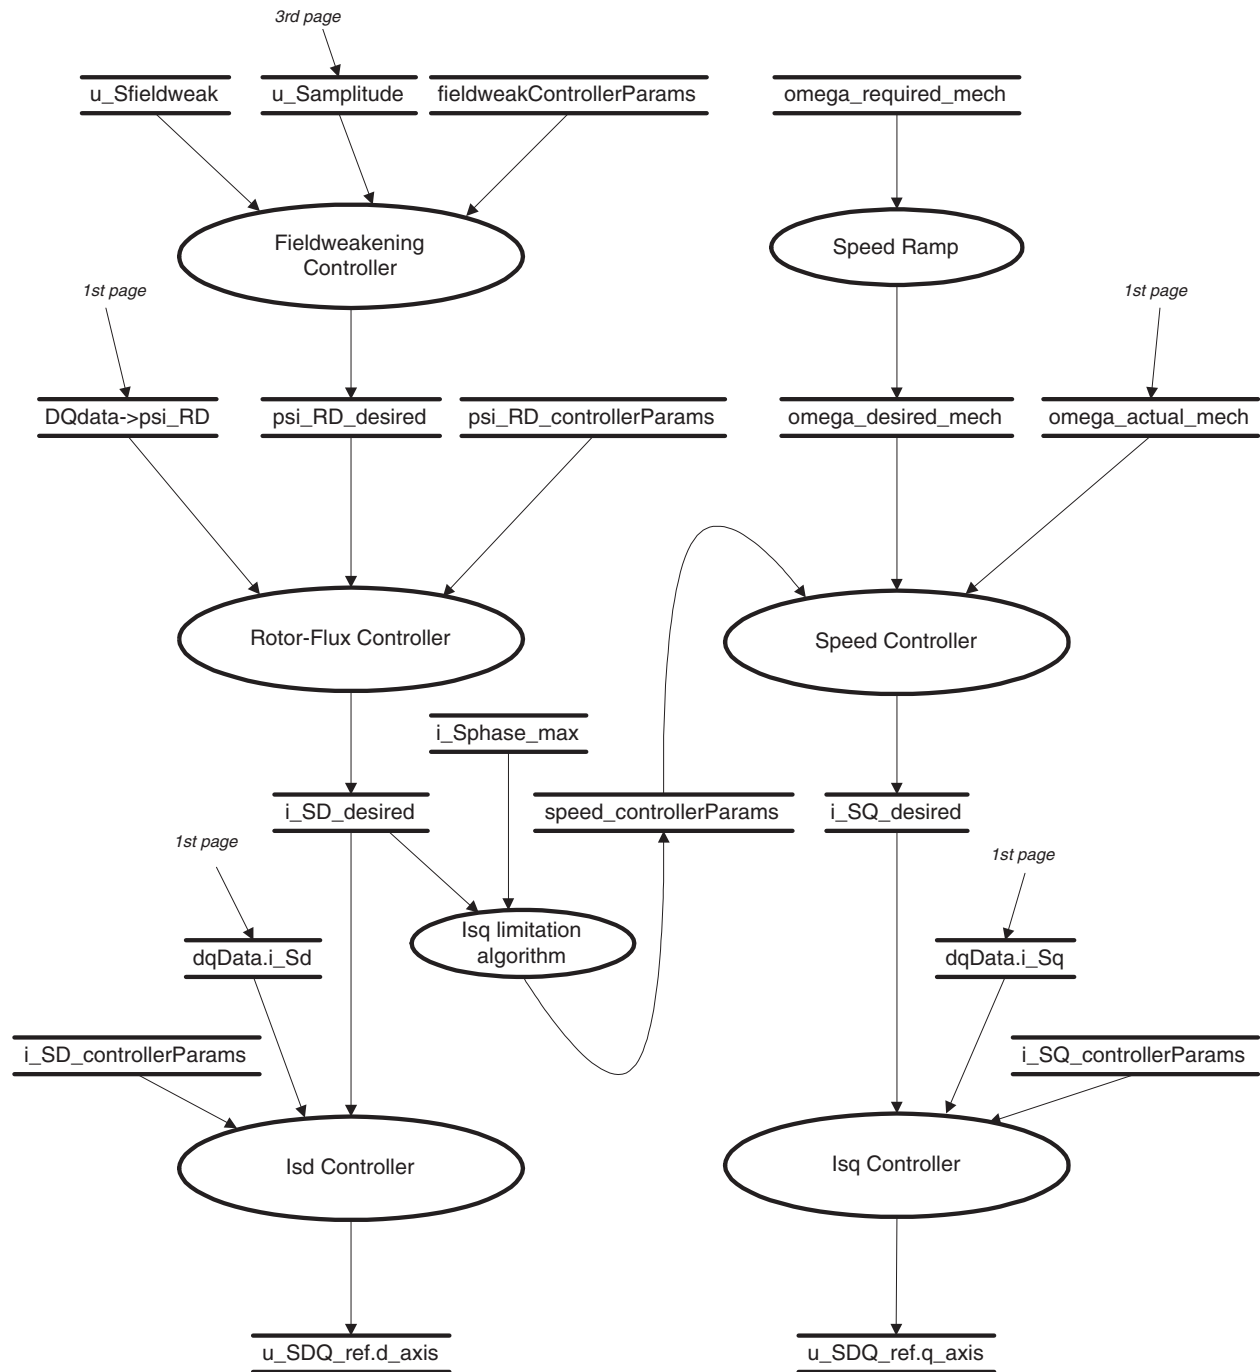 3rd page
u_Sfieldweak
u_Samplitude
fieldweakControllerParams
omega_required_mech
Fieldweakening
Controller
Speed Ramp
1st page
1st page
DQdata->psi_RD
psi_RD_desired
psi_RD_controllerParams
omega_desired_mech
omega_actual_mech
Rotor-Flux Controller
Speed Controller
i_Sphase_max
i_SD_desired
speed_controllerParams
i_SQ_desired
1st page
1st page
Isq limitation
algorithm
dqData.i_Sd
dqData.i_Sq
i_SD_controllerParams
i_SQ_controllerParams
Isd Controller
Isq Controller
u_SDQ_ref.d_axis
u_SDQ_ref.q_axis